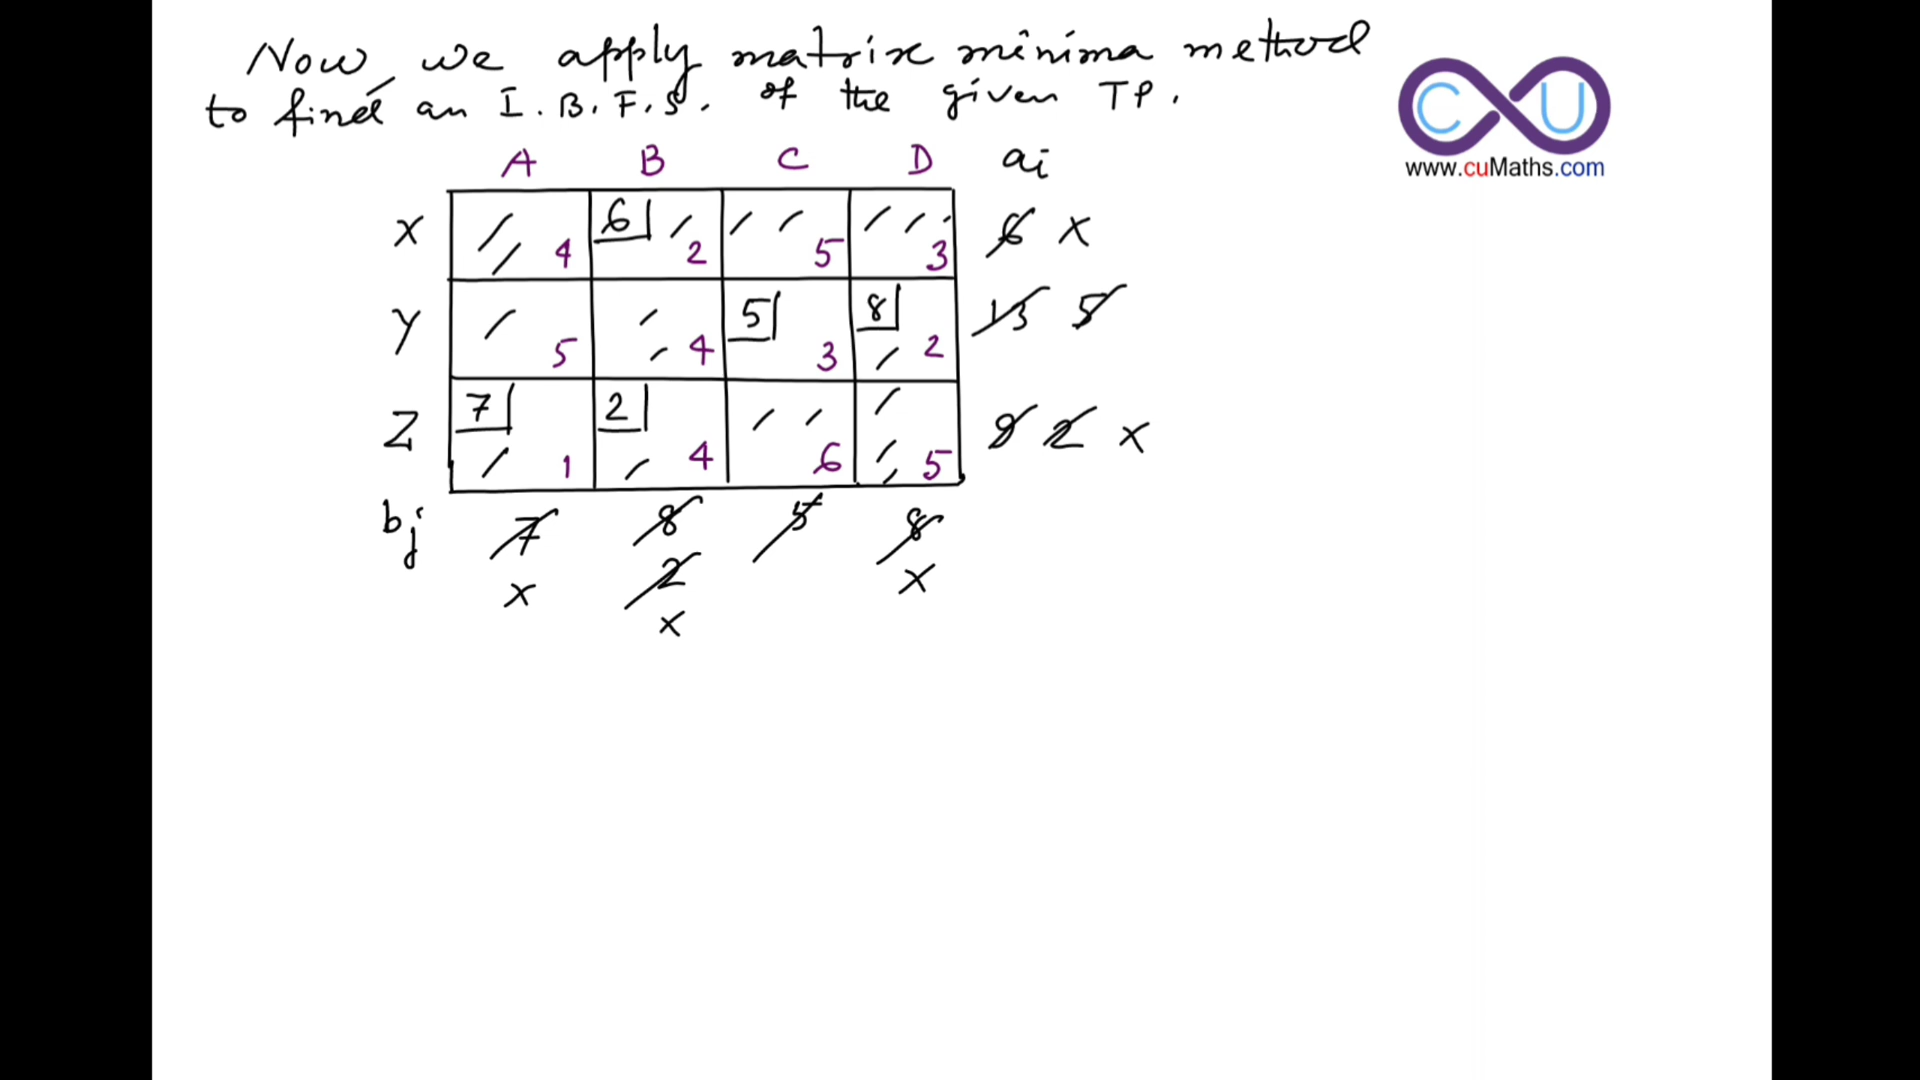 Now, we apply matrix minima method
to find an I.B.F.S. of the given TP.
C U
www.cuMaths.com
A B C D ai
X 4 6 2 5 3 6 x
Y 5 4 5 3 8 2 13 5
Z 7 1 2 4 6 5 9 2 x
bj 7 8 5 8
x 2 x
x